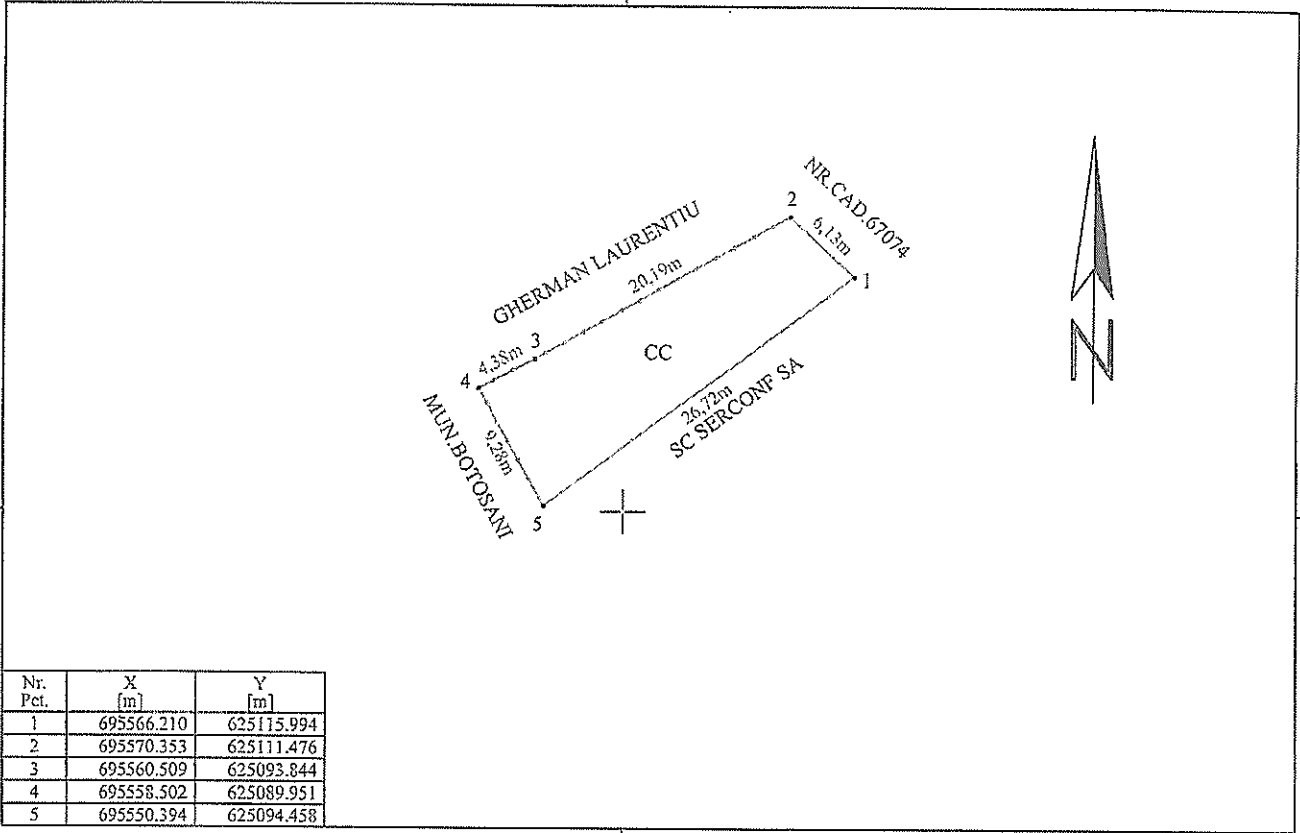 NR.CAD.67074
2
6,13m
1
GHERMAN LAURENTIU
20,19m
3
4,38m
4
CC
MUN.BOTOSANI
9,28m
26,72m
SC SERCONF SA
5
N
Nr. Pct. X [m] Y [m]
1 695566.210 625115.994
2 695570.353 625111.476
3 695560.509 625093.844
4 695558.502 625089.951
5 695550.394 625094.458